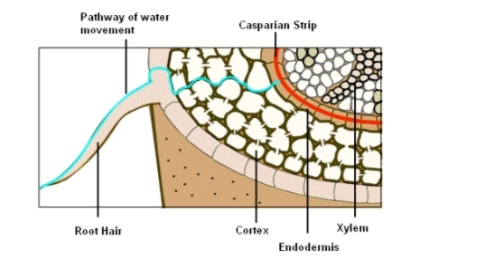 Pathway of water
movement
Casparian Strip
Root Hair
Cortex
Xylem
Endodermis